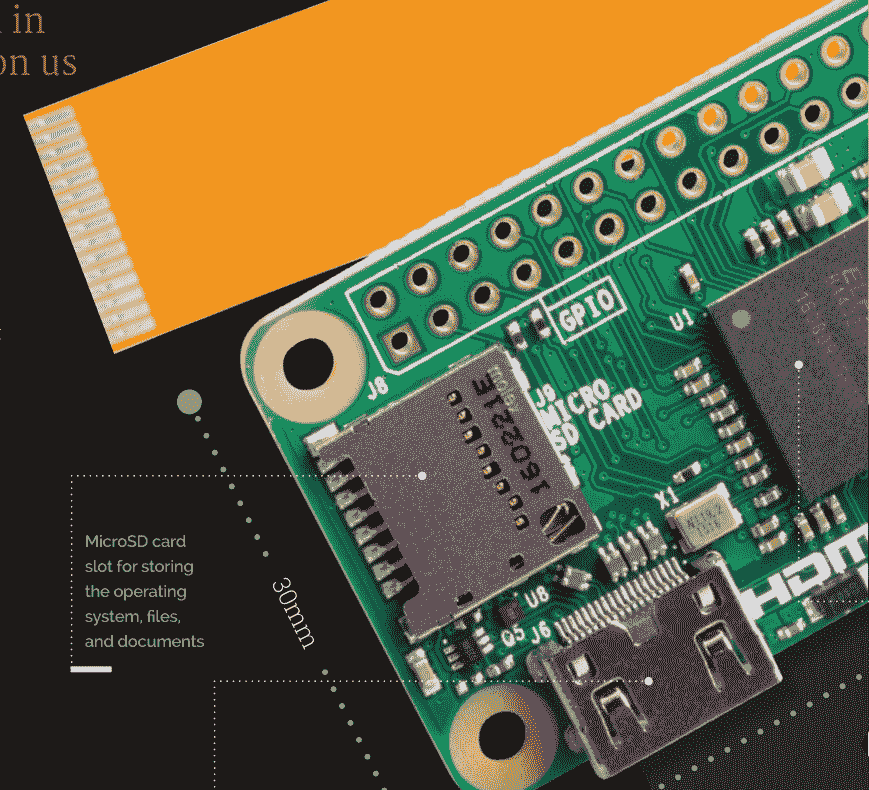 in
on us
GPIO
U1
J8
J9
MICRO
SD CARD
1602Z1E
X1
MicroSD card
slot for storing
the operating
system, files,
and documents
30mm
U8
Q5 J6
HDMI